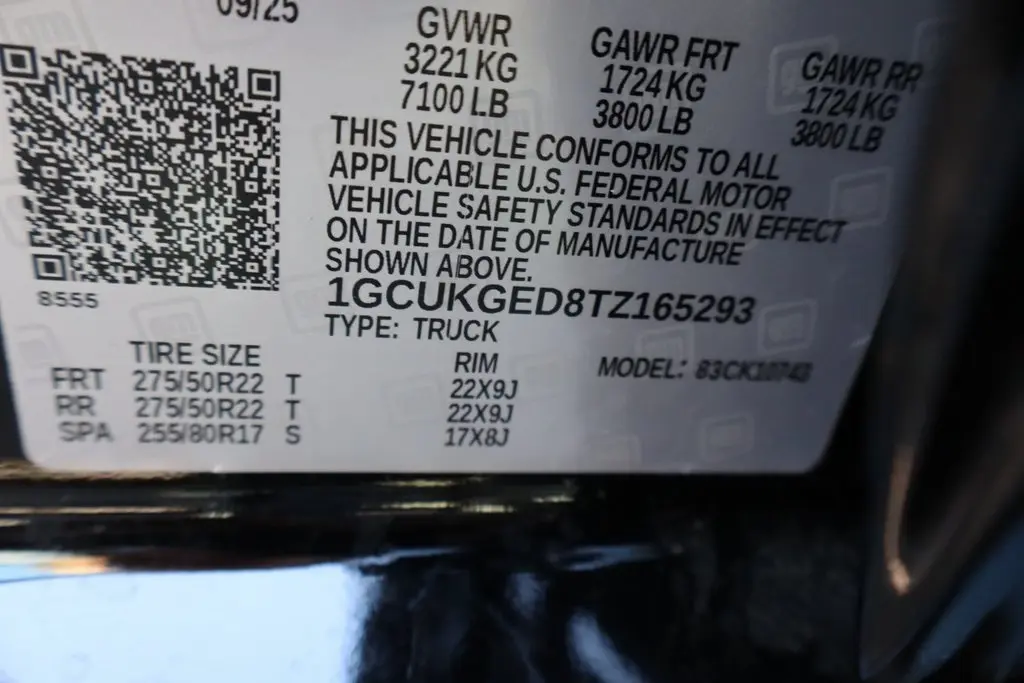 09/25
GVWR GAWR FRT GAWR RR
3221 KG 1724 KG 1724 KG
7100 LB 3800 LB 3800 LB
THIS VEHICLE CONFORMS TO ALL
APPLICABLE U.S. FEDERAL MOTOR
VEHICLE SAFETY STANDARDS IN EFFECT
ON THE DATE OF MANUFACTURE
SHOWN ABOVE.
8555
1GCUKGED8TZ165293
TYPE: TRUCK
TIRE SIZE RIM MODEL: 83CK10743
FRT 275/50R22 T 22X9J
RR 275/50R22 T 22X9J
SPA 255/80R17 S 17X8J